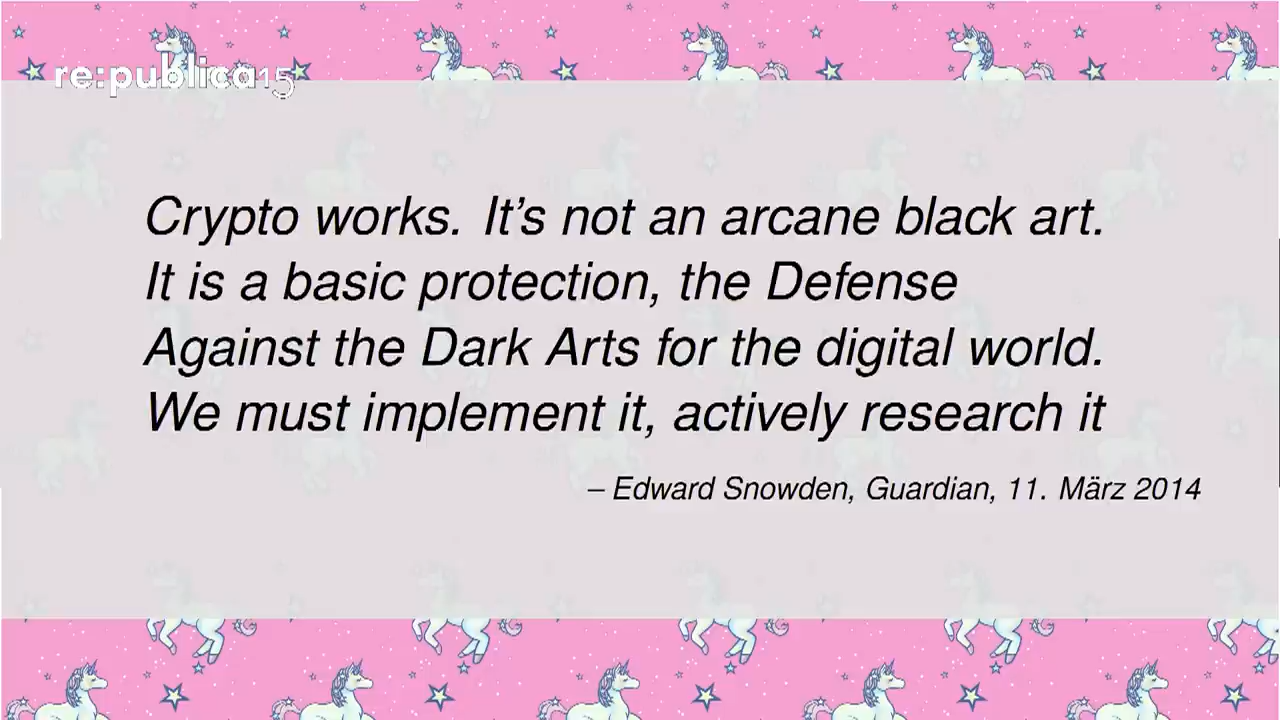 re:publica15
Crypto works. It's not an arcane black art.
It is a basic protection, the Defense
Against the Dark Arts for the digital world.
We must implement it, actively research it
– Edward Snowden, Guardian, 11. März 2014